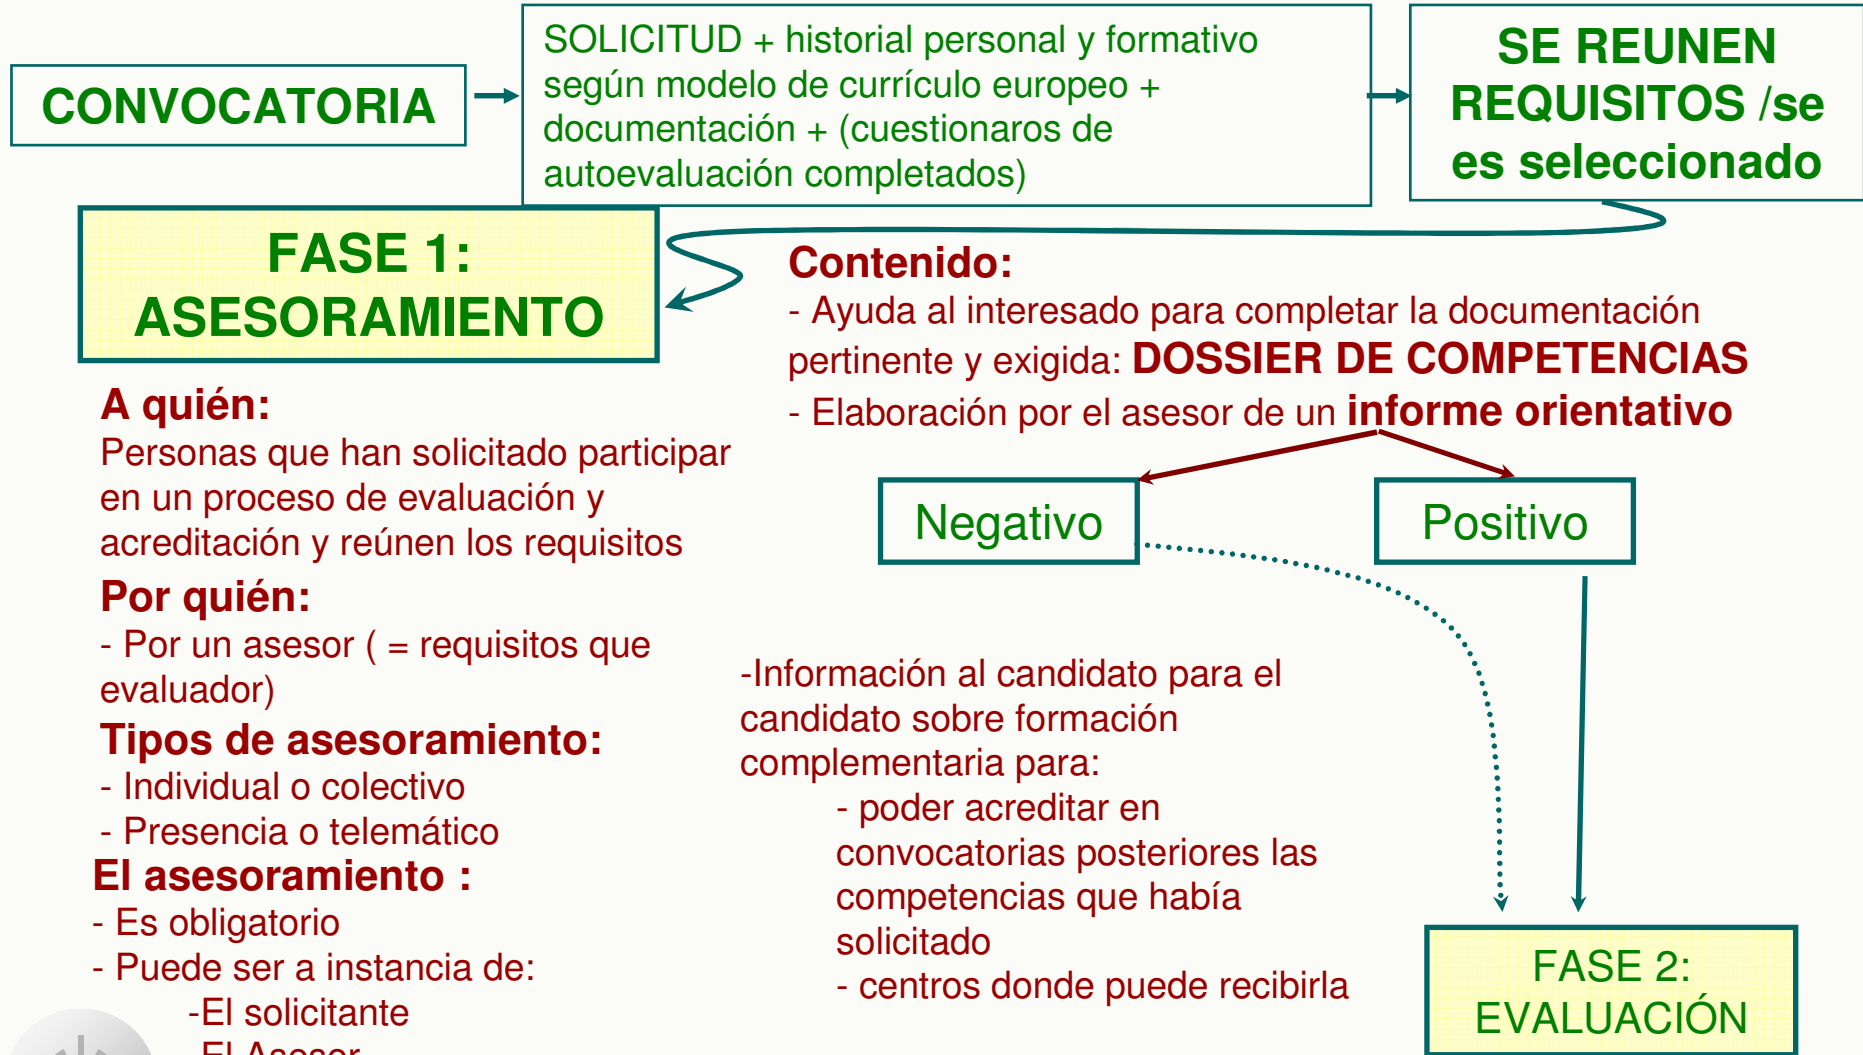 CONVOCATORIA
SOLICITUD + historial personal y formativo
según modelo de currículo europeo +
documentación + (cuestionaros de
autoevaluación completados)
SE REUNEN
REQUISITOS /se
es seleccionado
FASE 1:
ASESORAMIENTO
A quién:
Personas que han solicitado participar
en un proceso de evaluación y
acreditación y reúnen los requisitos
Por quién:
- Por un asesor ( = requisitos que
evaluador)
Tipos de asesoramiento:
- Individual o colectivo
- Presencia o telemático
El asesoramiento :
- Es obligatorio
- Puede ser a instancia de:
-El solicitante
-El Asesor
Contenido:
- Ayuda al interesado para completar la documentación
pertinente y exigida: DOSSIER DE COMPETENCIAS
- Elaboración por el asesor de un informe orientativo
Negativo
Positivo
-Información al candidato para el
candidato sobre formación
complementaria para:
- poder acreditar en
convocatorias posteriores las
competencias que había
solicitado
- centros donde puede recibirla
FASE 2:
EVALUACIÓN